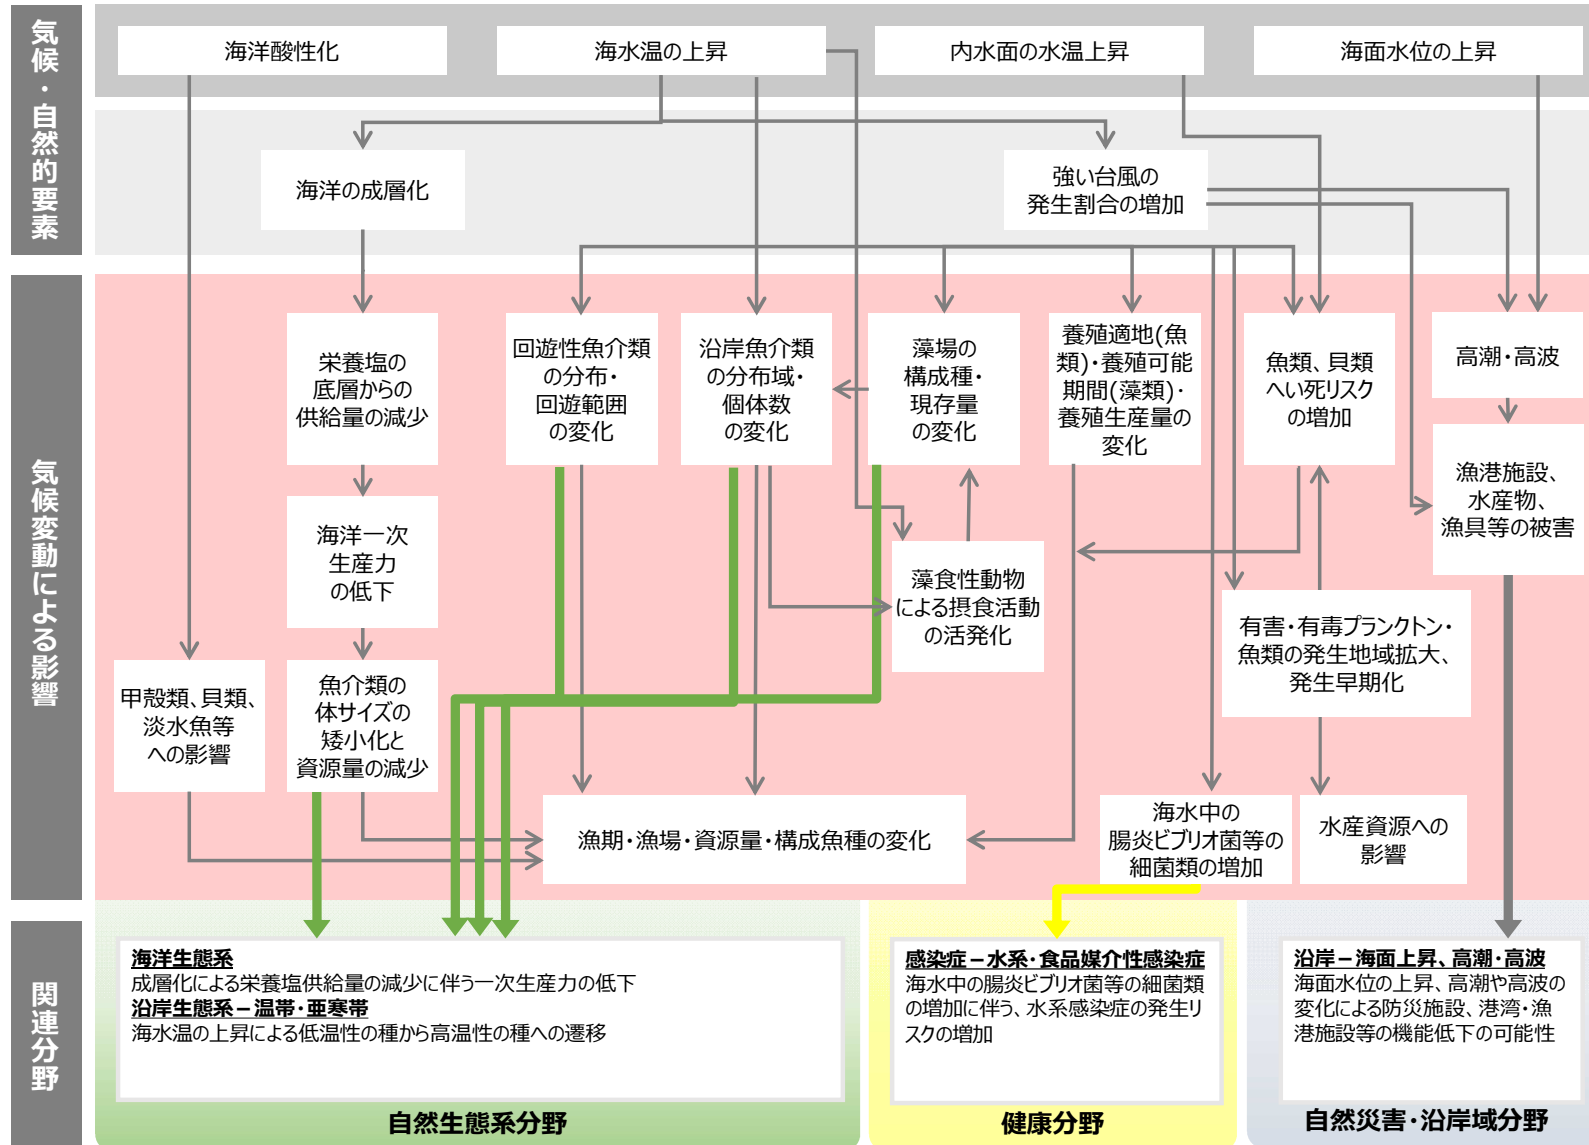 気候・自然的要素
海洋酸性化
海水温の上昇
内水面の水温上昇
海面水位の上昇
海洋の成層化
強い台風の
発生割合の増加
気候変動による影響
栄養塩の
底層からの
供給量の減少
回遊性魚介類
の分布・
回遊範囲
の変化
沿岸魚介類
の分布域・
個体数
の変化
藻場の
構成種・
現存量
の変化
養殖適地(魚
類)・養殖可能
期間(藻類)・
養殖生産量の
変化
魚類、貝類
へい死リスク
の増加
高潮・高波
漁港施設、
水産物、
漁具等の被害
海洋一次
生産力
の低下
藻食性動物
による摂食活動
の活発化
有害・有毒プランクトン・
魚類の発生地域拡大、
発生早期化
甲殻類、貝類、
淡水魚等
への影響
魚介類の
体サイズの
矮小化と
資源量の減少
漁期・漁場・資源量・構成魚種の変化
海水中の
腸炎ビブリオ菌等の
細菌類の増加
水産資源への
影響
関連分野
海洋生態系
成層化による栄養塩供給量の減少に伴う一次生産力の低下
沿岸生態系－温帯・亜寒帯
海水温の上昇による低温性の種から高温性の種への遷移
自然生態系分野
感染症－水系・食品媒介性感染症
海水中の腸炎ビブリオ菌等の細菌類
の増加に伴う、水系感染症の発生リ
スクの増加
健康分野
沿岸－海面上昇、高潮・高波
海面水位の上昇、高潮や高波の
変化による防災施設、港湾・漁
港施設等の機能低下の可能性
自然災害・沿岸域分野